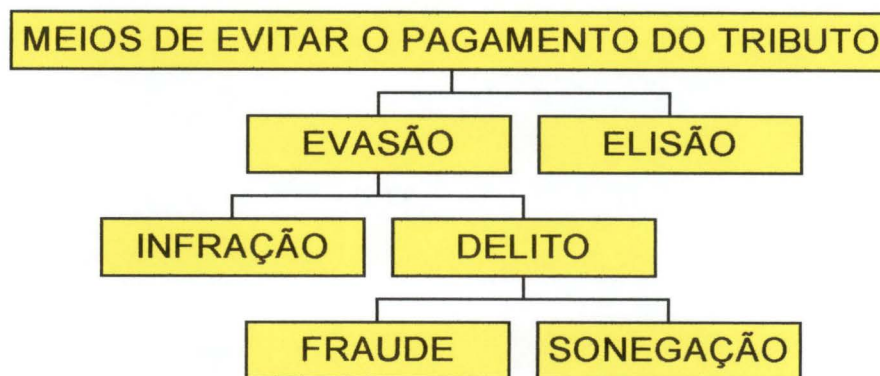 MEIOS DE EVITAR O PAGAMENTO DO TRIBUTO
EVASÃO
ELISÃO
INFRAÇÃO
DELITO
FRAUDE
SONEGAÇÃO